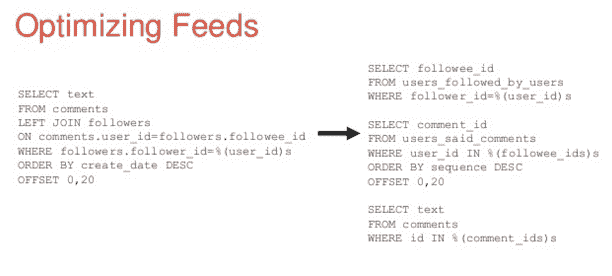 Optimizing Feeds
SELECT text
FROM comments
LEFT JOIN followers
ON comments.user_id=followers.followee_id
WHERE followers.follower_id=%(user_id)s
ORDER BY create_date DESC
OFFSET 0,20
SELECT followee_id
FROM users_followed_by_users
WHERE follower_id=%(user_id)s
SELECT comment_id
FROM users_said_comments
WHERE user_id IN %(followee_ids)s
ORDER BY sequence DESC
OFFSET 0,20
SELECT text
FROM comments
WHERE id IN %(comment_ids)s